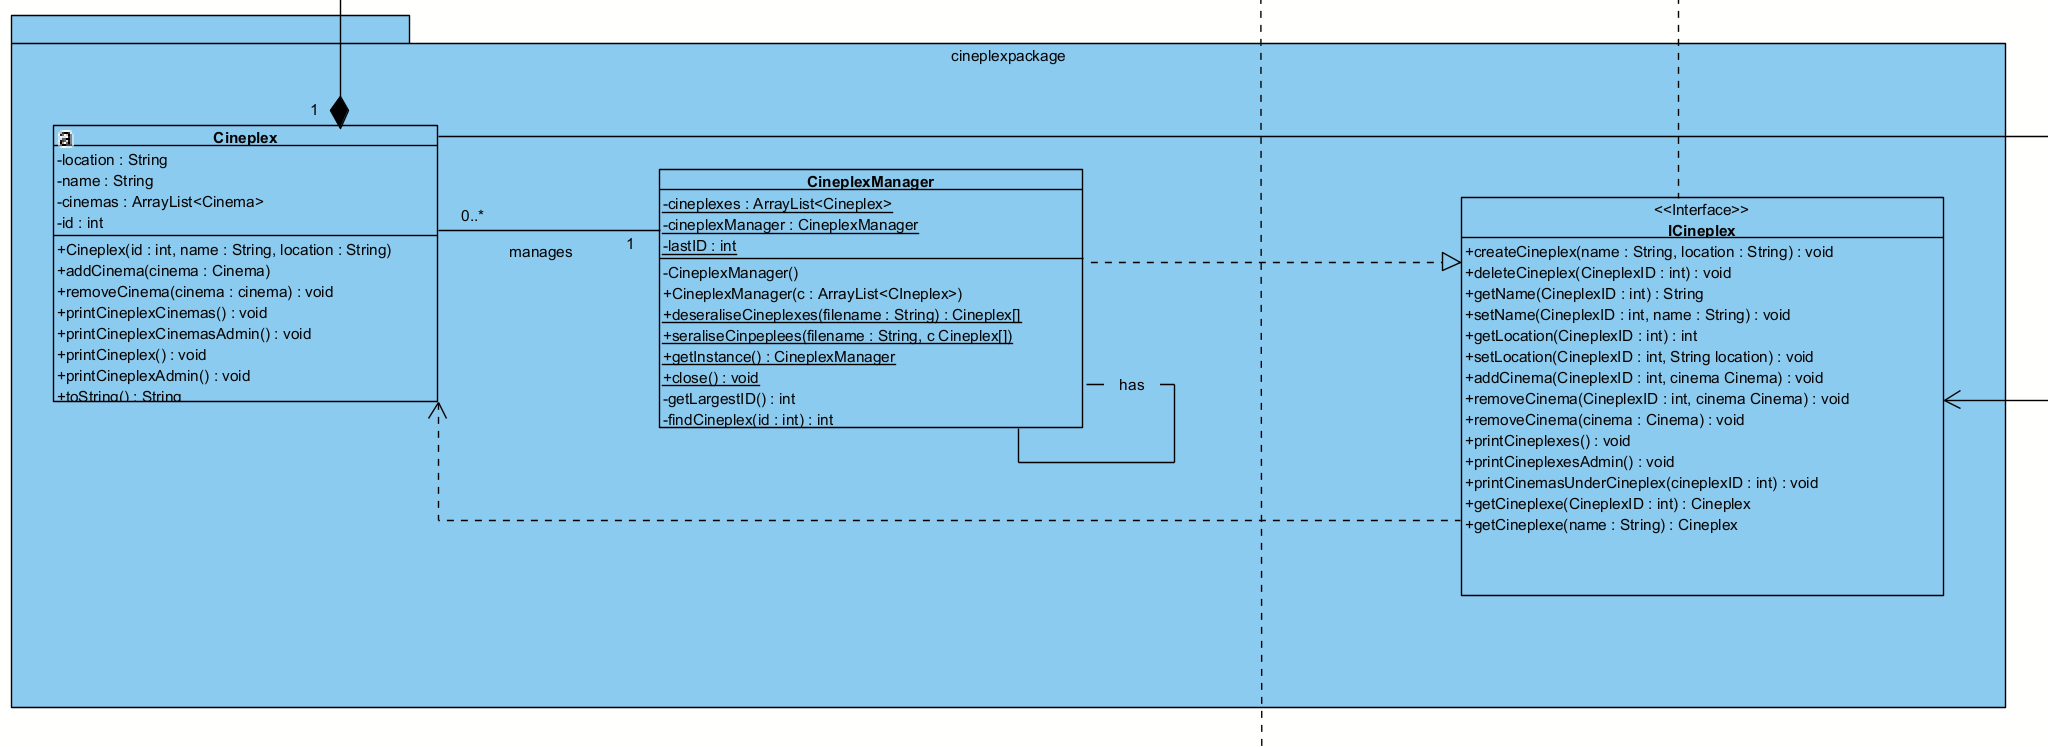 cineplexpackage
1
a
Cineplex
-location : String
-name : String
-cinemas : ArrayList<Cinema>
-id : int
+Cineplex(id : int, name : String, location : String)
+addCinema(cinema : Cinema)
+removeCinema(cinema : cinema) : void
+printCineplexCinemas() : void
+printCineplexCinemasAdmin() : void
+printCineplex() : void
+printCineplexAdmin() : void
+toString() : String
0..*
manages
1
CineplexManager
-cineplexes : ArrayList<Cineplex>
-cineplexManager : CineplexManager
-lastID : int
-CineplexManager()
+CineplexManager(c : ArrayList<CIneplex>)
+deseraliseCineplexes(filename : String) : Cineplex[]
+seraliseCinpeplees(filename : String, c Cineplex[])
+getInstance() : CineplexManager
+close() : void
-getLargestID() : int
-findCineplex(id : int) : int
has
<<Interface>>
ICineplex
+createCineplex(name : String, location : String) : void
+deleteCineplex(CineplexID : int) : void
+getName(CineplexID : int) : String
+setName(CineplexID : int, name : String) : void
+getLocation(CineplexID : int) : int
+setLocation(CineplexID : int, String location) : void
+addCinema(CineplexID : int, cinema Cinema) : void
+removeCinema(CineplexID : int, cinema Cinema) : void
+removeCinema(cinema : Cinema) : void
+printCineplexes() : void
+printCineplexesAdmin() : void
+printCinemasUnderCineplex(cineplexID : int) : void
+getCineplexe(CineplexID : int) : Cineplex
+getCineplexe(name : String) : Cineplex